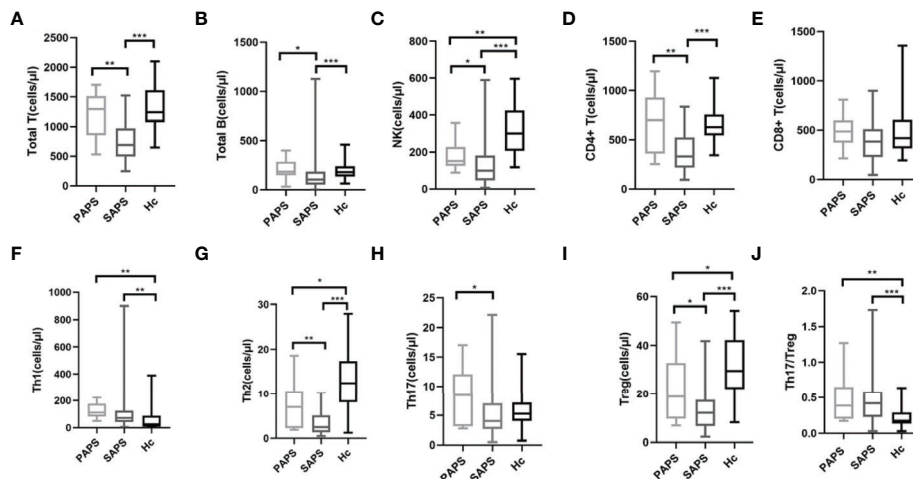 A
Total T(cells/μl)
2500
2000
1500
1000
500
0
**
***
PAPS
SAPS
Hc
B
Total B(cells/μl)
1500
1000
500
0
*
***
PAPS
SAPS
Hc
C
NK(cells/μl)
800
600
400
200
0
**
*
***
PAPS
SAPS
Hc
D
CD4+ T(cells/μl)
1500
1000
500
0
**
***
PAPS
SAPS
Hc
E
CD8+ T(cells/μl)
1500
1000
500
0
PAPS
SAPS
Hc
F
Th1(cells/μl)
1000
800
600
400
200
0
**
**
PAPS
SAPS
Hc
G
Th2(cells/μl)
30
20
10
0
*
**
***
PAPS
SAPS
Hc
H
Th17(cells/μl)
25
20
15
10
5
0
*
PAPS
SAPS
Hc
I
Treg(cells/μl)
60
40
20
0
*
*
***
PAPS
SAPS
Hc
J
Th17/Treg
2.0
1.5
1.0
0.5
0.0
**
***
PAPS
SAPS
Hc